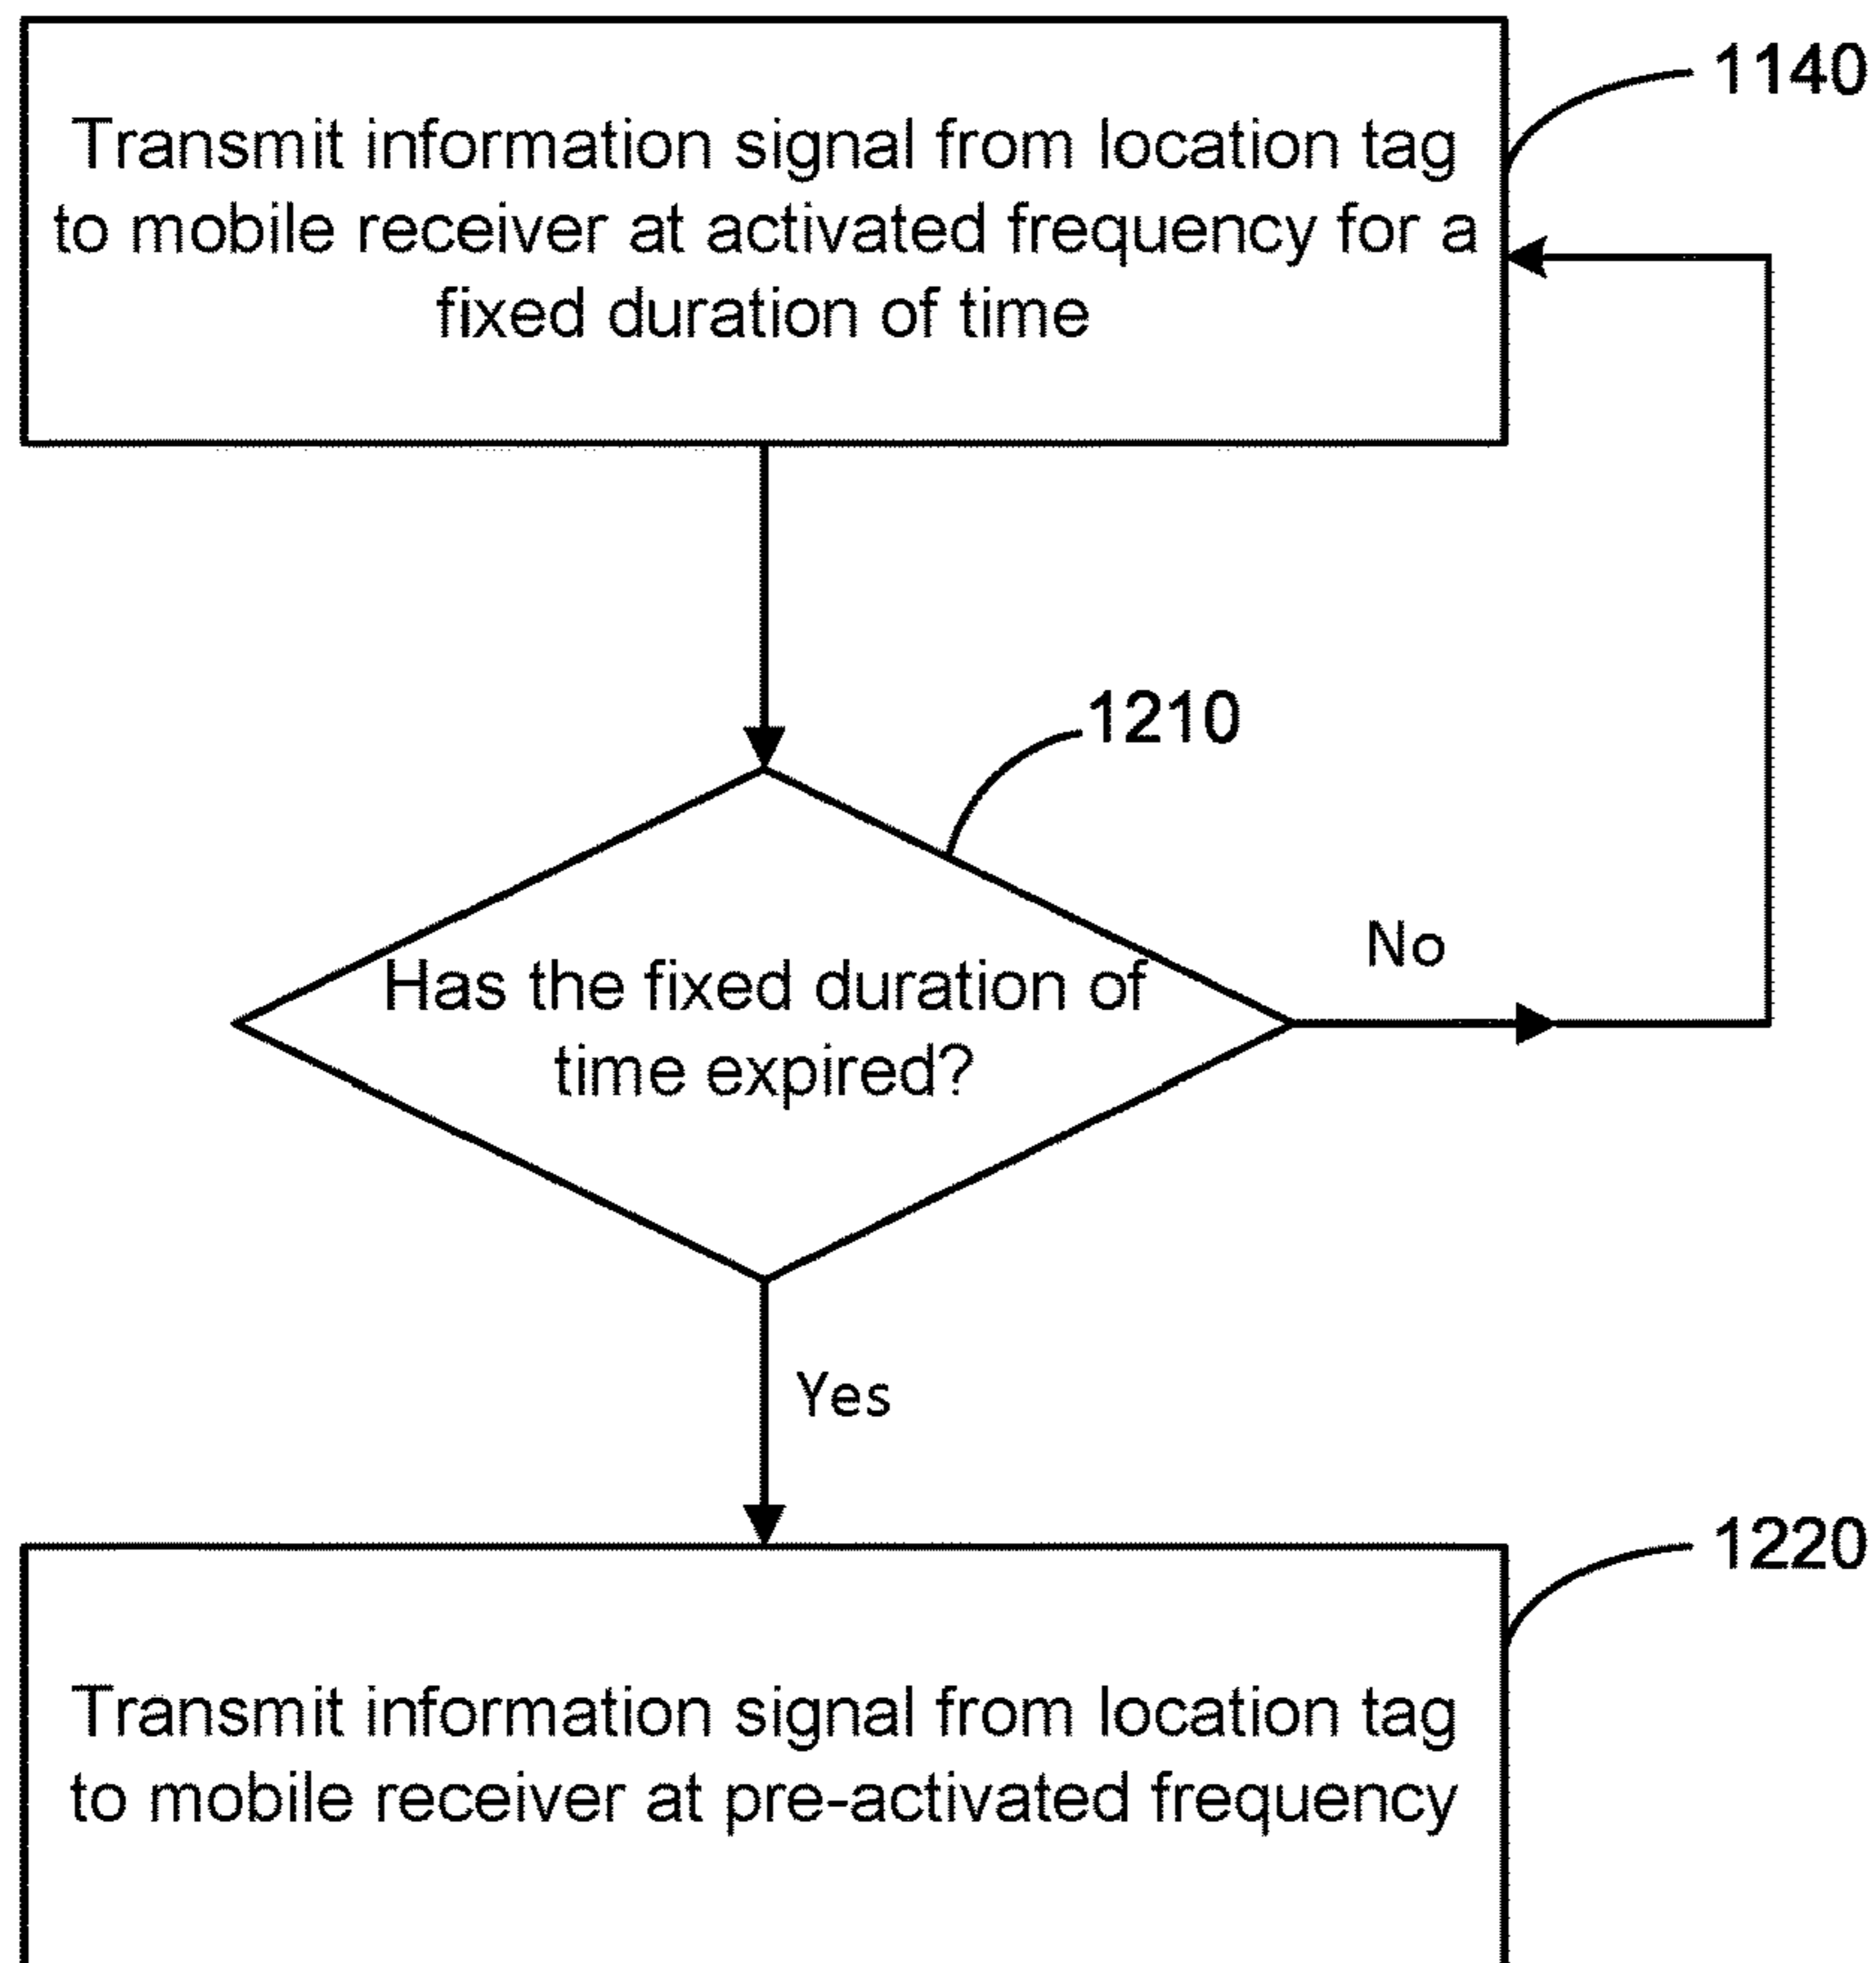 1140
Transmit information signal from location tag
to mobile receiver at activated frequency for a
fixed duration of time
1210
Has the fixed duration of
time expired?
No
Yes
1220
Transmit information signal from location tag
to mobile receiver at pre-activated frequency